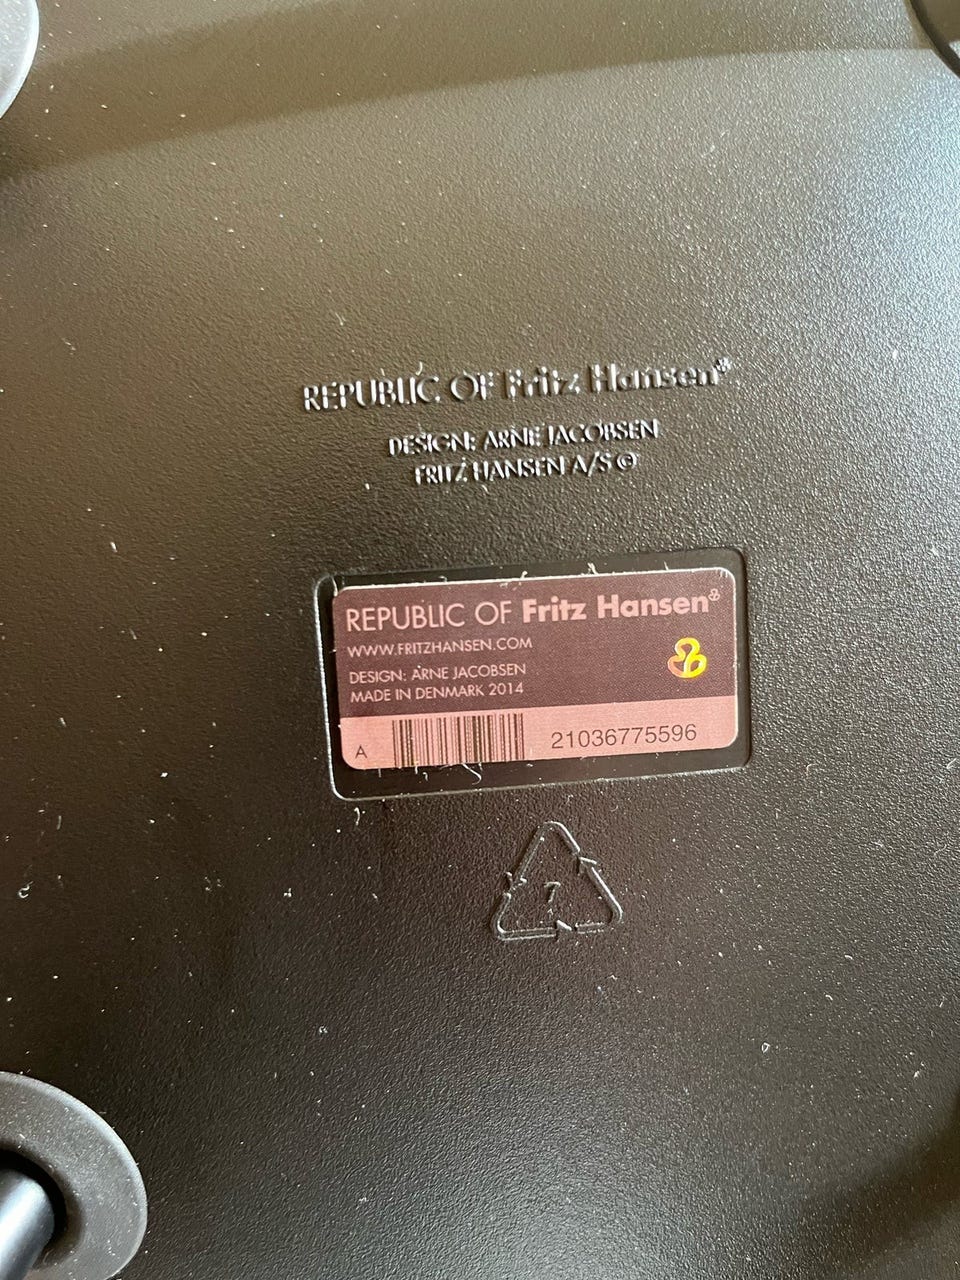 REPUBLIC OF Fritz Hansen®
DESIGN: ARNE JACOBSEN
FRITZ HANSEN A/S ©
REPUBLIC OF Fritz Hansen
WWW.FRITZHANSEN.COM
DESIGN: ARNE JACOBSEN
MADE IN DENMARK 2014
A 21036775596
7